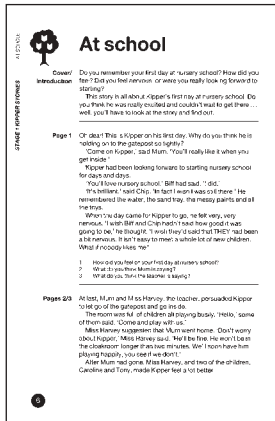 At school
AT SCHOOL
STAGE 1 KIPPER STORIES
Cover/
Introduction
Do you remember your first day at nursery school? How did you
feel? Did you feel nervous, or were you really looking forward to
starting?
This story is all about Kipper's first day at nursery school. Do
you think he was really excited and couldn't wait to get there ...
well, you'll have to look at the story and find out.
Page 1
Oh dear! This is Kipper on his first day. Why do you think he is
holding on to the gatepost so tightly?
'Come on Kipper,' said Mum. 'You'll really like it when you
get inside.'
Kipper had been looking forward to starting nursery school
for days and days.
'You'll love nursery school,' Biff had said. 'I did.'
'It's brilliant,' said Chip. 'In fact I wish I was still there.' He
remembered the water, the sand tray, the messy paints and all
the toys.
When the day came for Kipper to go, he felt very, very
nervous. 'I wish Biff and Chip hadn't said how good it was
going to be,' he thought. 'I wish they'd said that THEY had been
a bit nervous. It isn't easy to meet a whole lot of new children.
What if nobody likes me?'
1 How did you feel on your first day at nursery school?
2 What do you think Mum is saying?
3 What do you think the teacher is saying?
Pages 2/3
At last, Mum and Miss Harvey, the teacher, persuaded Kipper
to let go of the gatepost and go inside.
The room was full of children all playing busily. 'Hello,' some
of them said. 'Come and play with us.'
Miss Harvey suggested that Mum went home. 'Don't worry
about Kipper,' Miss Harvey said. 'He'll be fine. He won't be in
the cloakroom longer than two minutes. We'll soon have him
playing happily, you see if we don't.'
After Mum had gone, Miss Harvey, and two of the children,
Caroline and Tony, made Kipper feel a lot better.
6